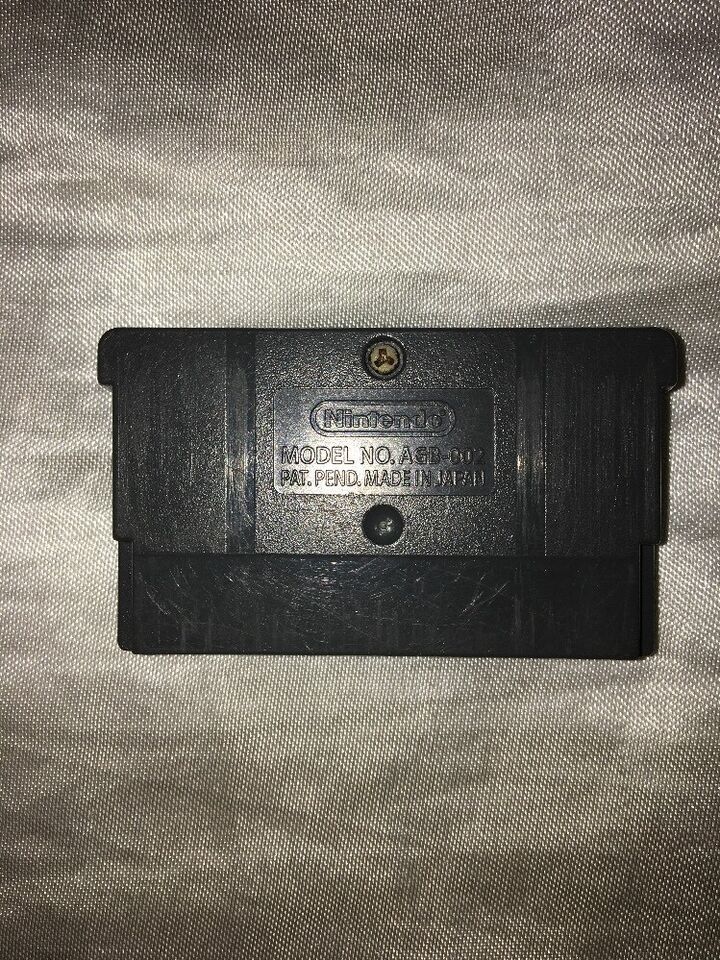 Nintendo
MODEL NO. AGB-002
PAT. PEND. MADE IN JAPAN